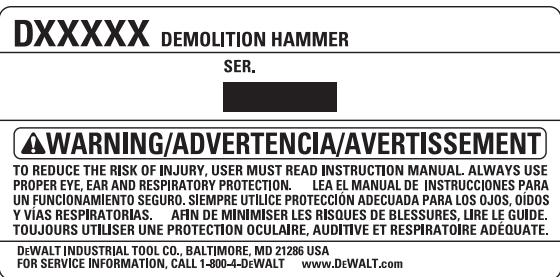 DXXXXX DEMOLITION HAMMER
SER.
WARNING/ADVERTENCIA/AVERTISSEMENT
TO REDUCE THE RISK OF INJURY, USER MUST READ INSTRUCTION MANUAL. ALWAYS USE
PROPER EYE, EAR AND RESPIRATORY PROTECTION. LEA EL MANUAL DE INSTRUCCIONES PARA
UN FUNCIONAMIENTO SEGURO. SIEMPRE UTILICE PROTECCIÓN ADECUADA PARA LOS OJOS, OÍDOS
Y VÍAS RESPIRATORIAS. AFIN DE MINIMISER LES RISQUES DE BLESSURES, LIRE LE GUIDE.
TOUJOURS UTILISER UNE PROTECTION OCULAIRE, AUDITIVE ET RESPIRATOIRE ADÉQUATE.
DEWALT INDUSTRIAL TOOL CO., BALTIMORE, MD 21286 USA
FOR SERVICE INFORMATION, CALL 1-800-4-DEWALT www.DEWALT.com